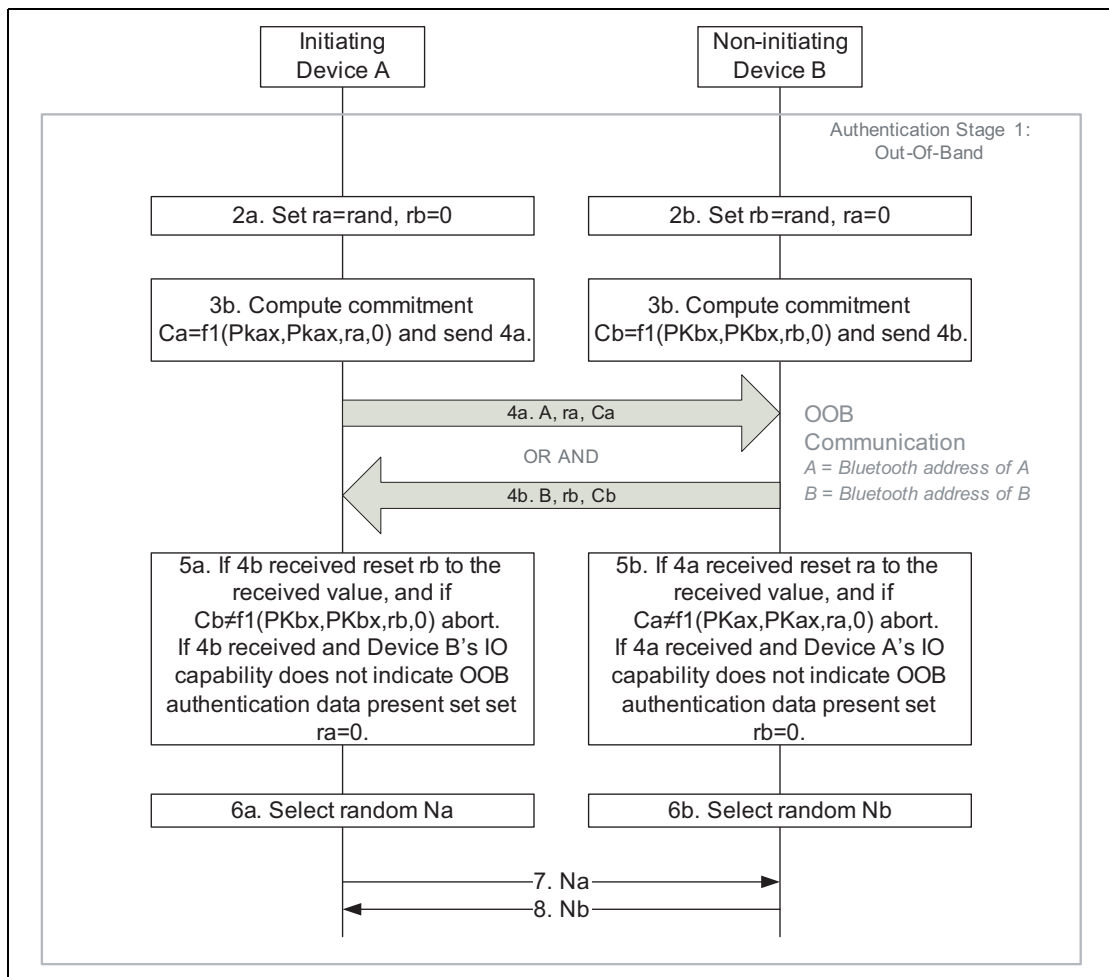 Initiating
Device A
Non-initiating
Device B
Authentication Stage 1:
Out-Of-Band
2a. Set ra=rand, rb=0
2b. Set rb=rand, ra=0
3b. Compute commitment
Ca=f1(Pkax,Pkax,ra,0) and send 4a.
3b. Compute commitment
Cb=f1(PKbx,PKbx,rb,0) and send 4b.
4a. A, ra, Ca
OR AND
4b. B, rb, Cb
OOB
Communication
A = Bluetooth address of A
B = Bluetooth address of B
5a. If 4b received reset rb to the
received value, and if
Cb≠f1(PKbx,PKbx,rb,0) abort.
If 4b received and Device B’s IO
capability does not indicate OOB
authentication data present set set
ra=0.
5b. If 4a received reset ra to the
received value, and if
Ca≠f1(PKax,PKax,ra,0) abort.
If 4a received and Device A’s IO
capability does not indicate OOB
authentication data present set
rb=0.
6a. Select random Na
6b. Select random Nb
7. Na
8. Nb